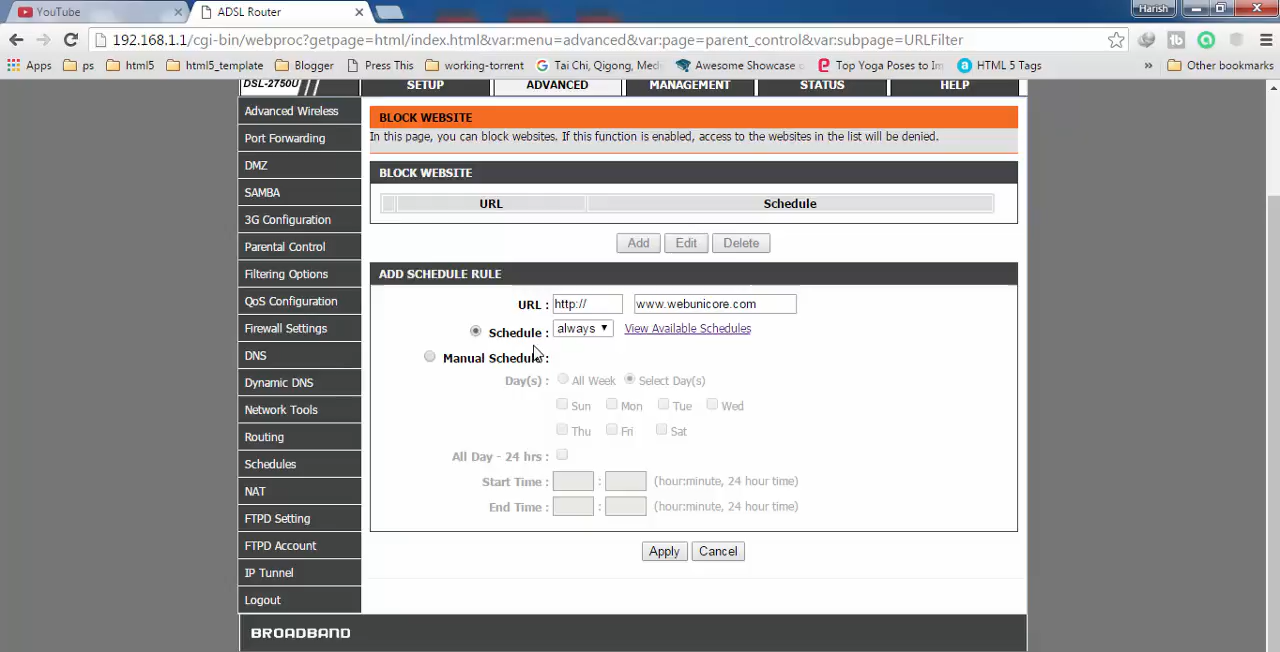 YouTube
ADSL Router
Harish
192.168.1.1/cgi-bin/webproc?getpage=html/index.html&varmenu=advanced&var:page=parent_control&var:subpage=URLFilter
Apps ps html5 html5_template Blogger Press This working-torrent Tai Chi, Qigong, Med Awesome Showcase Top Yoga Poses to Im HTML 5 Tags » Other bookmarks
DSL-2750U SETUP ADVANCED MANAGEMENT STATUS HELP
Advanced Wireless
Port Forwarding
DMZ
SAMBA
3G Configuration
Parental Control
Filtering Options
QoS Configuration
Firewall Settings
DNS
Dynamic DNS
Network Tools
Routing
Schedules
NAT
FTPD Setting
FTPD Account
IP Tunnel
Logout
BLOCK WEBSITE
In this page, you can block websites. If this function is enabled, access to the websites in the list will be denied.
BLOCK WEBSITE
URL Schedule
Add Edit Delete
ADD SCHEDULE RULE
URL : http:// www.webunicore.com
Schedule : always View Available Schedules
Manual Schedule :
Day(s) : All Week Select Day(s)
Sun Mon Tue Wed
Thu Fri Sat
All Day - 24 hrs :
Start Time : : (hour:minute, 24 hour time)
End Time : : (hour:minute, 24 hour time)
Apply Cancel
BROADBAND